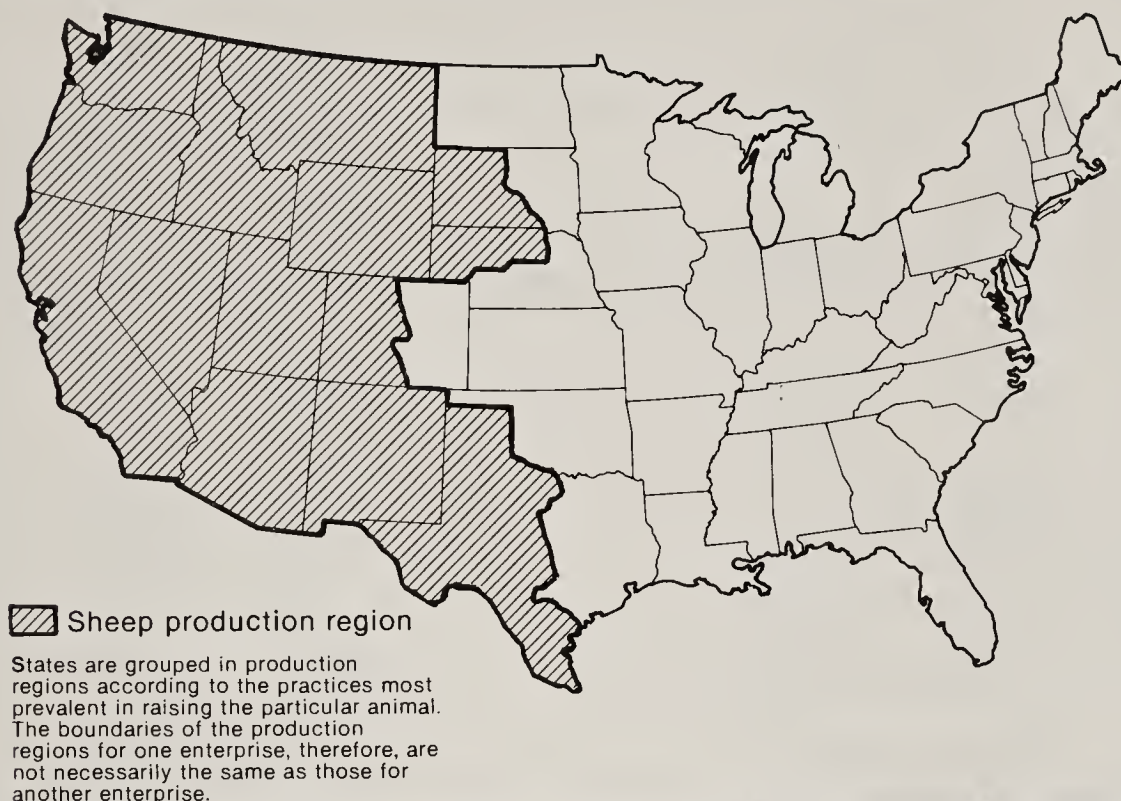 Sheep production region
States are grouped in production
regions according to the practices most
prevalent in raising the particular animal.
The boundaries of the production
regions for one enterprise, therefore, are
not necessarily the same as those for
another enterprise.